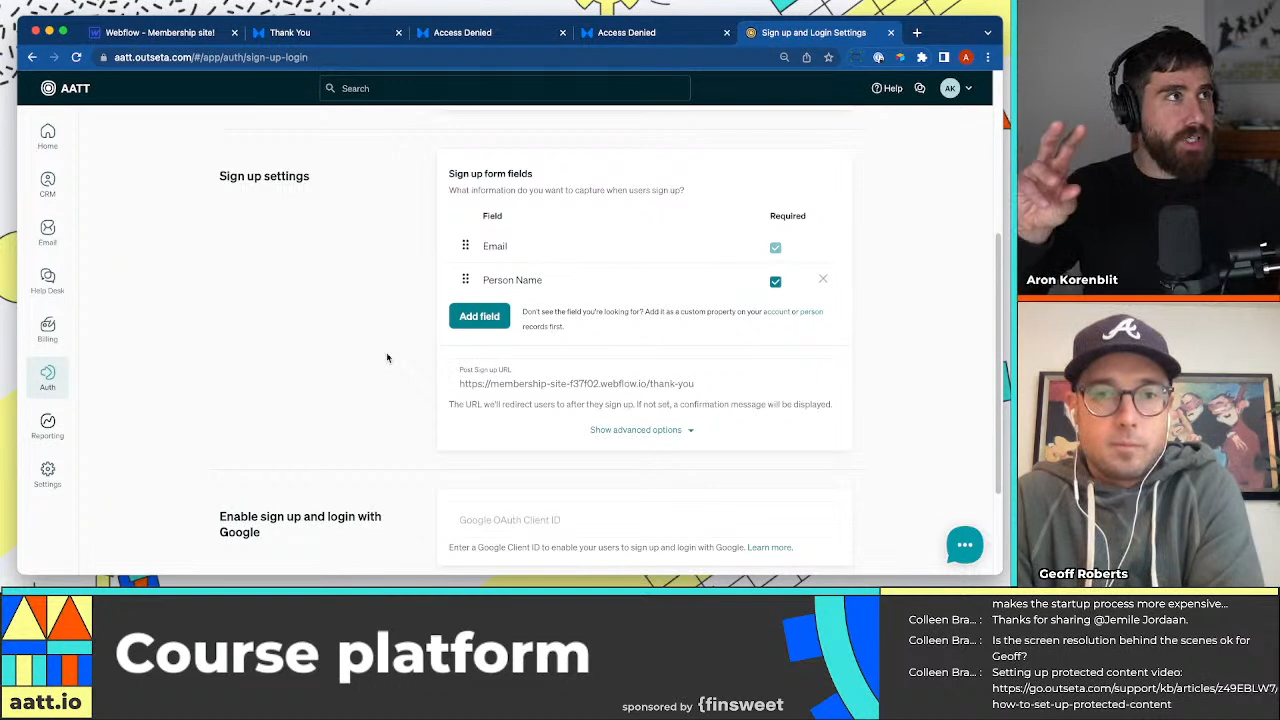 Webflow - Membership site!
Thank You
Access Denied
Access Denied
Sign up and Login Settings
aatt.outseta.com/#/app/auth/sign-up-login
A
AATT
Search
Help
AK
Home
CRM
Email
Help Desk
Billing
Auth
Reporting
Settings
Sign up settings
Sign up form fields
What information do you want to capture when users sign up?
Field
Required
Email
Person Name
Add field
Don't see the field you're looking for? Add it as a custom property on your account or person
records first.
Post Sign up URL
https://membership-site-f37f02.webflow.io/thank-you
The URL we'll redirect users to after they sign up. If not set, a confirmation message will be displayed.
Show advanced options
Enable sign up and login with
Google
Google OAuth Client ID
Enter a Google Client ID to enable your users to sign up and login with Google. Learn more.
Aron Korenblit
A
Geoff Roberts
aatt.io
Course platform
sponsored by {finsweet
makes the startup process more expensive...
Colleen Bra... : Thanks for sharing @Jemile Jordaan.
Colleen Bra... : Is the screen resolution behind the scenes ok for
Geoff?
Colleen Bra... : Setting up protected content video:
https://go.outseta.com/support/kb/articles/z49EBLW7/
how-to-set-up-protected-content